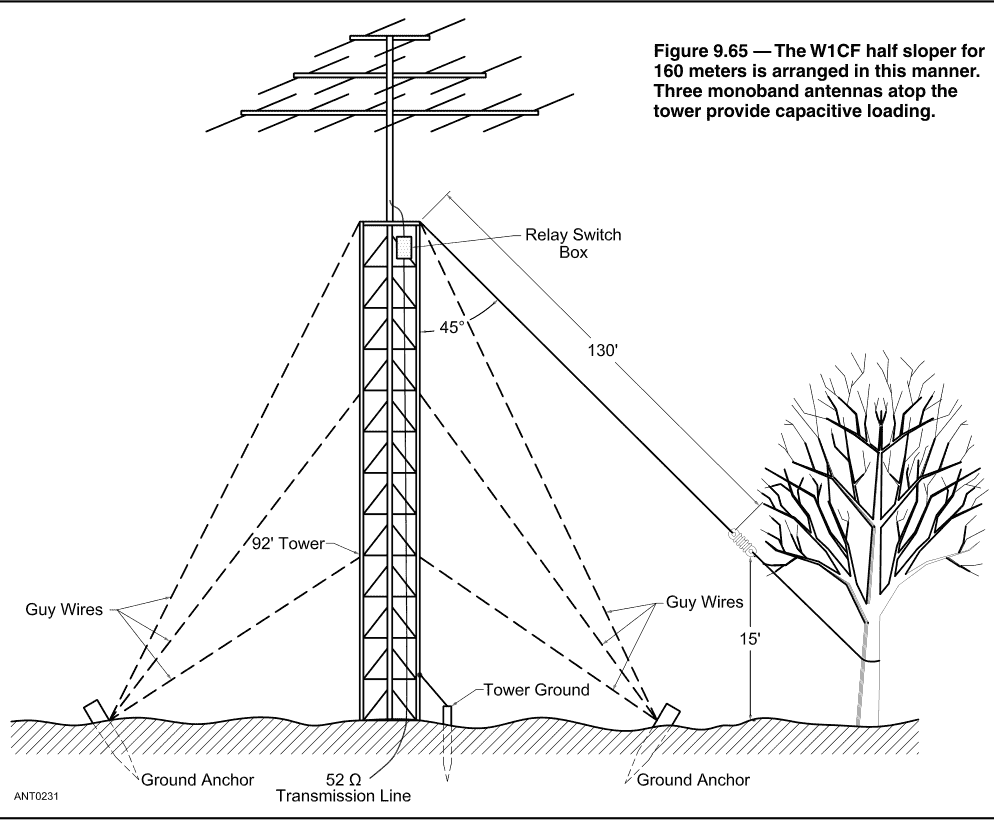 Figure 9.65 — The W1CF half sloper for
160 meters is arranged in this manner.
Three monoband antennas atop the
tower provide capacitive loading.
Relay Switch
Box
45°
130'
92' Tower
Guy Wires
Guy Wires
15'
Tower Ground
Ground Anchor
52 Ω
Transmission Line
Ground Anchor
ANT0231